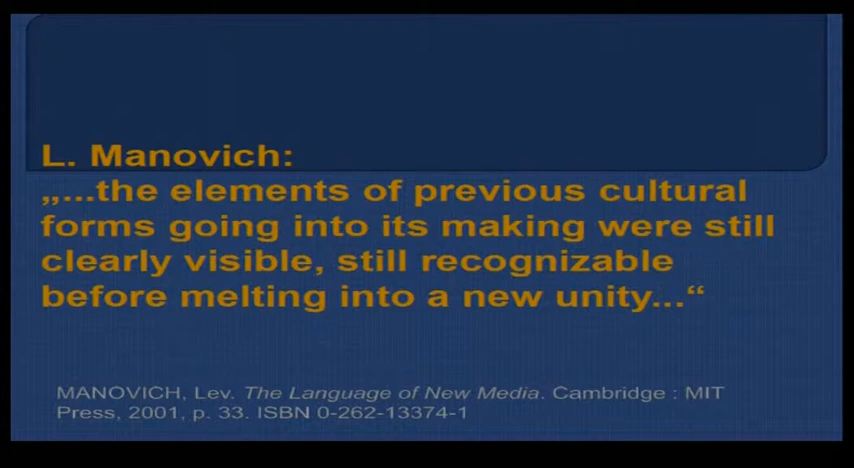 L. Manovich:
„...the elements of previous cultural
forms going into its making were still
clearly visible, still recognizable
before melting into a new unity...“
MANOVICH, Lev. The Language of New Media. Cambridge : MIT
Press, 2001, p. 33. ISBN 0-262-13374-1